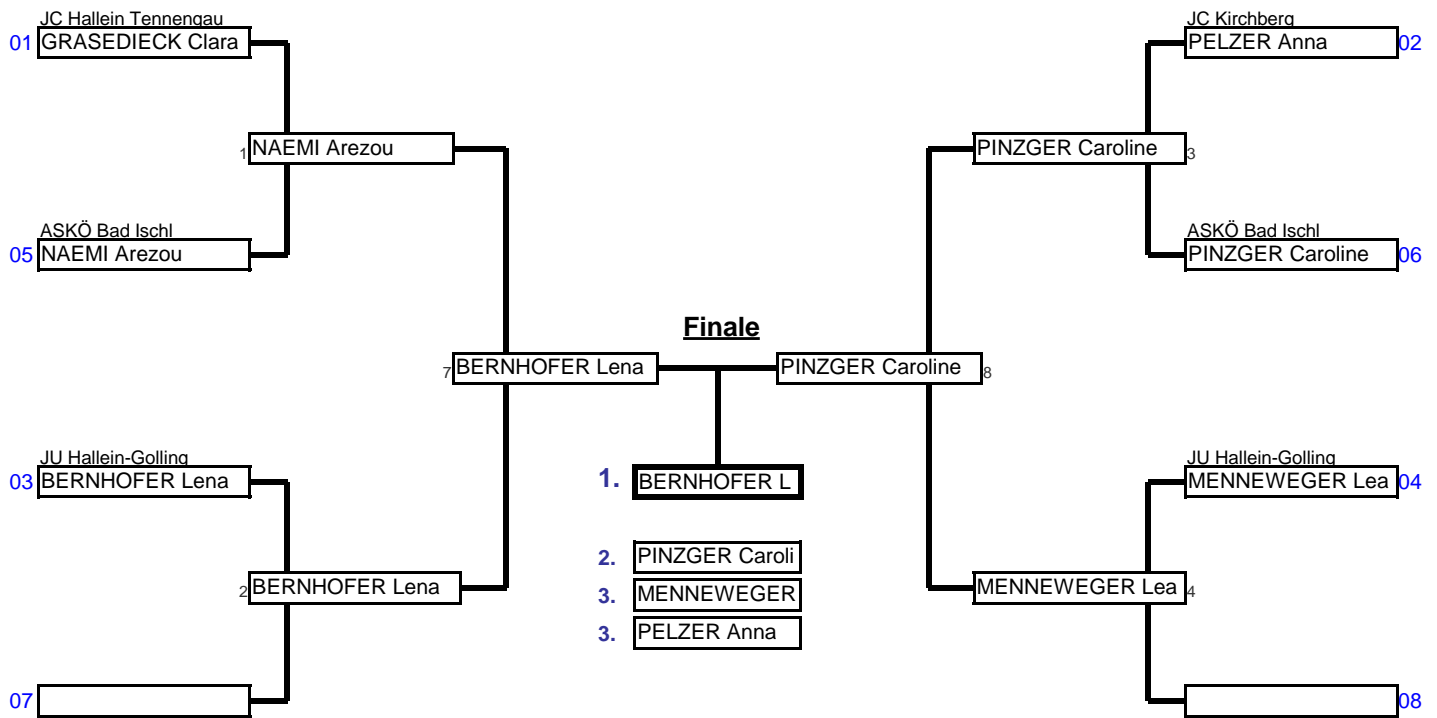 JC Hallein Tennengau
01 GRASEDIECK Clara
JC Kirchberg
PELZER Anna 02
1 NAEMI Arezou
PINZGER Caroline 3
ASKÖ Bad Ischl
05 NAEMI Arezou
ASKÖ Bad Ischl
PINZGER Caroline 06
Finale
7 BERNHOFER Lena
PINZGER Caroline 8
JU Hallein-Golling
03 BERNHOFER Lena
1. BERNHOFER L
JU Hallein-Golling
MENNEWEGER Lea 04
2. PINZGER Caroli
3. MENNEWEGER
3. PELZER Anna
2 BERNHOFER Lena
MENNEWEGER Lea 4
07
08